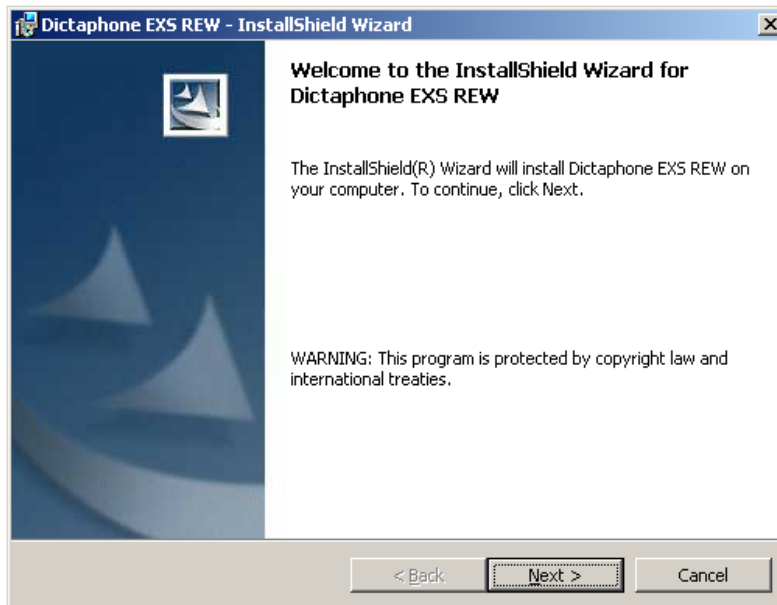 Dictaphone EXS REW - InstallShield Wizard
Welcome to the InstallShield Wizard for
Dictaphone EXS REW
The InstallShield(R) Wizard will install Dictaphone EXS REW on
your computer. To continue, click Next.
WARNING: This program is protected by copyright law and
international treaties.
< Back
Next >
Cancel